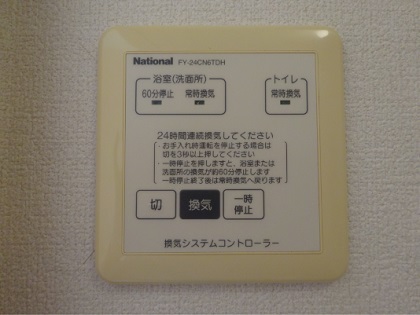 National FY-24CN6TDH
浴室(洗面所) トイレ
60分停止 常時換気 常時換気
24時間連続換気してください
お手入れ時運転を停止する場合は
切を3秒以上押してください
一時停止を押しますと、浴室または
洗面所の換気が約60分停止します
一時停止終了後は常時換気へ戻ります
切 換気 一時
停止
換気システムコントローラー